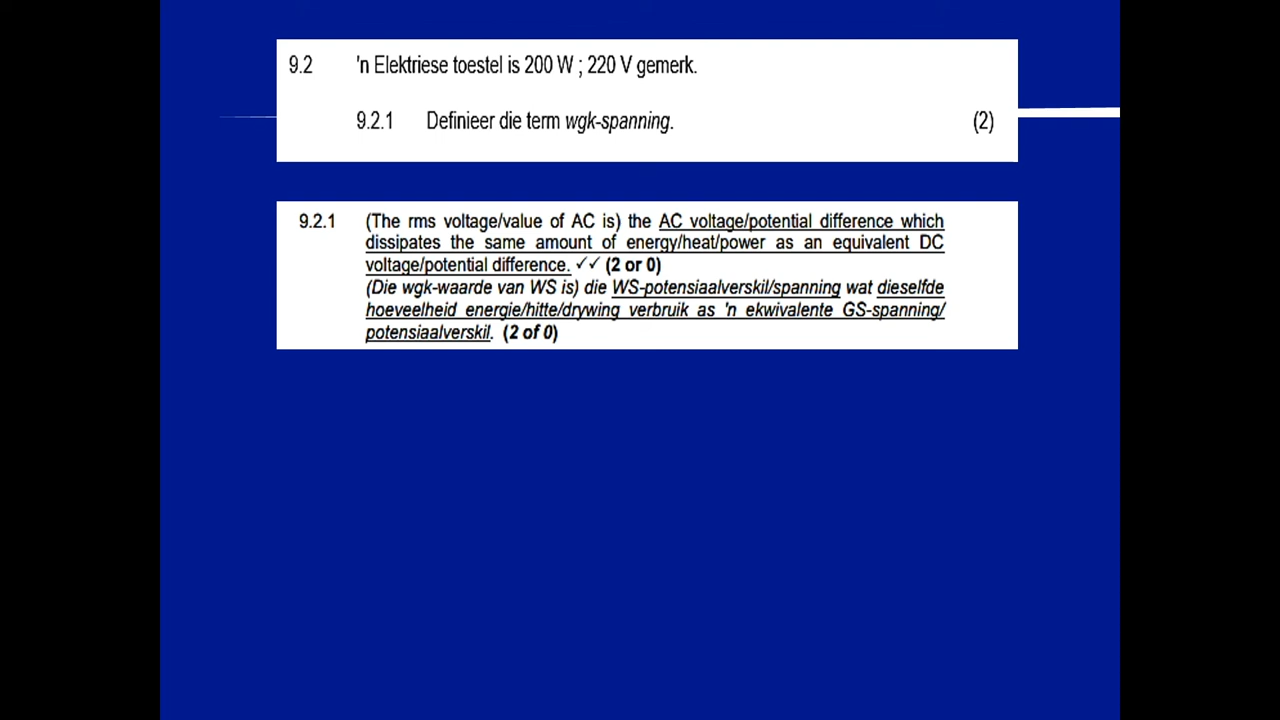 9.2 'n Elektriese toestel is 200 W ; 220 V gemerk.
9.2.1 Definieer die term wgk-spanning. (2)
9.2.1 (The rms voltage/value of AC is) the AC voltage/potential difference which
dissipates the same amount of energy/heat/power as an equivalent DC
voltage/potential difference. ✓✓ (2 or 0)
(Die wgk-waarde van WS is) die WS-potensiaalverskil/spanning wat dieselfde
hoeveelheid energie/hitte/drywing verbruik as 'n ekwivalente GS-spanning/
potensiaalverskil. (2 of 0)